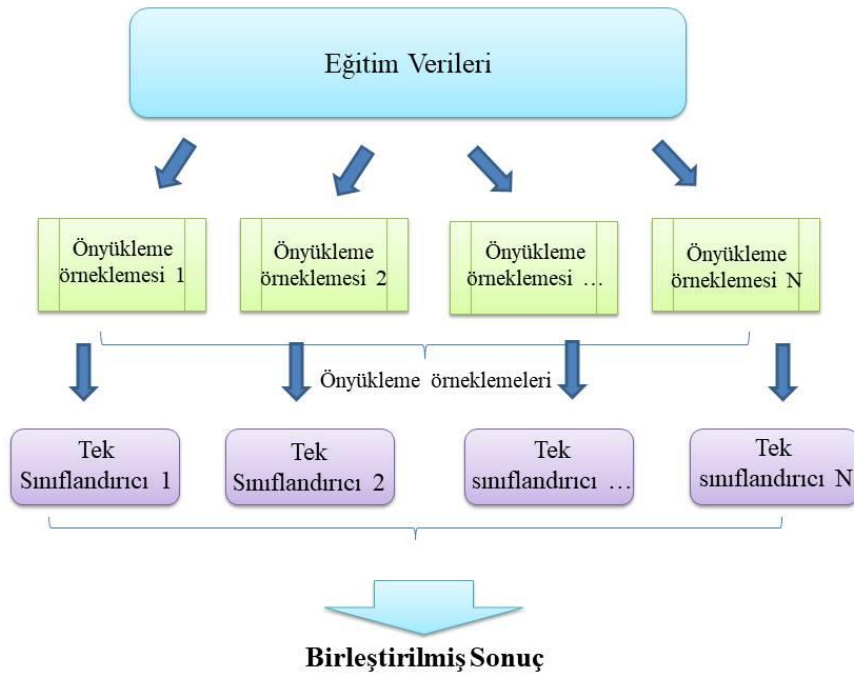 Eğitim Verileri
Önyükleme
örneklemesi 1
Önyükleme
örneklemesi 2
Önyükleme
örneklemesi …
Önyükleme
örneklemesi N
Önyükleme örneklemeleri
Tek
Sınıflandırıcı 1
Tek
Sınıflandırıcı 2
Tek
sınıflandırıcı …
Tek
sınıflandırıcı N
Birleştirilmiş Sonuç